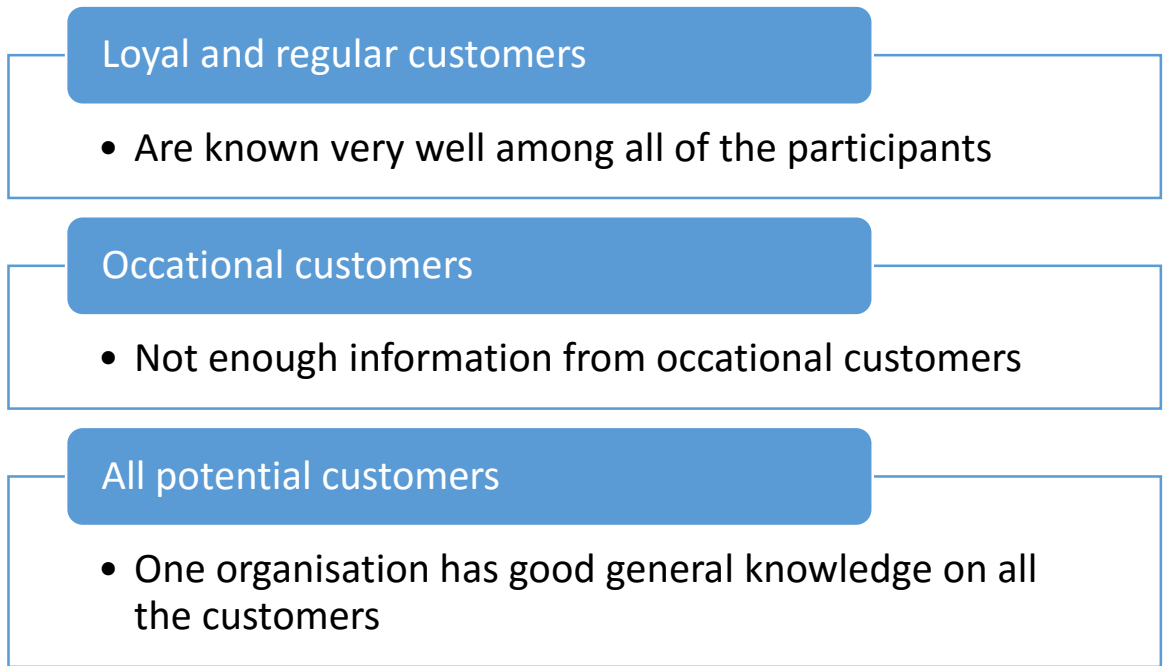 Loyal and regular customers
• Are known very well among all of the participants
Occational customers
• Not enough information from occational customers
All potential customers
• One organisation has good general knowledge on all
the customers